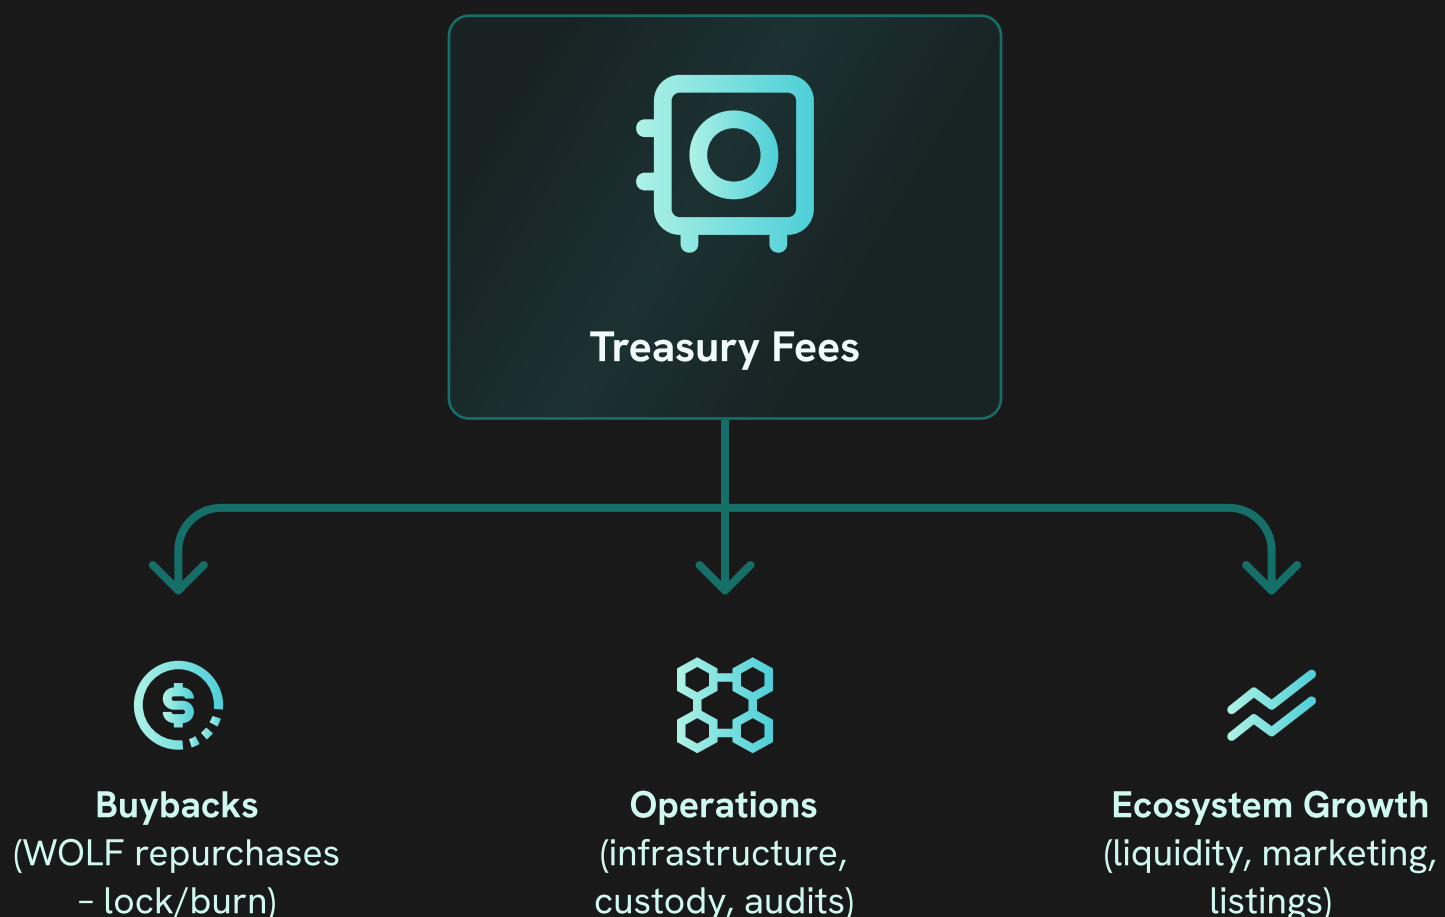 Treasury Fees
Buybacks
(WOLF repurchases
– lock/burn)
Operations
(infrastructure,
custody, audits)
Ecosystem Growth
(liquidity, marketing,
listings)